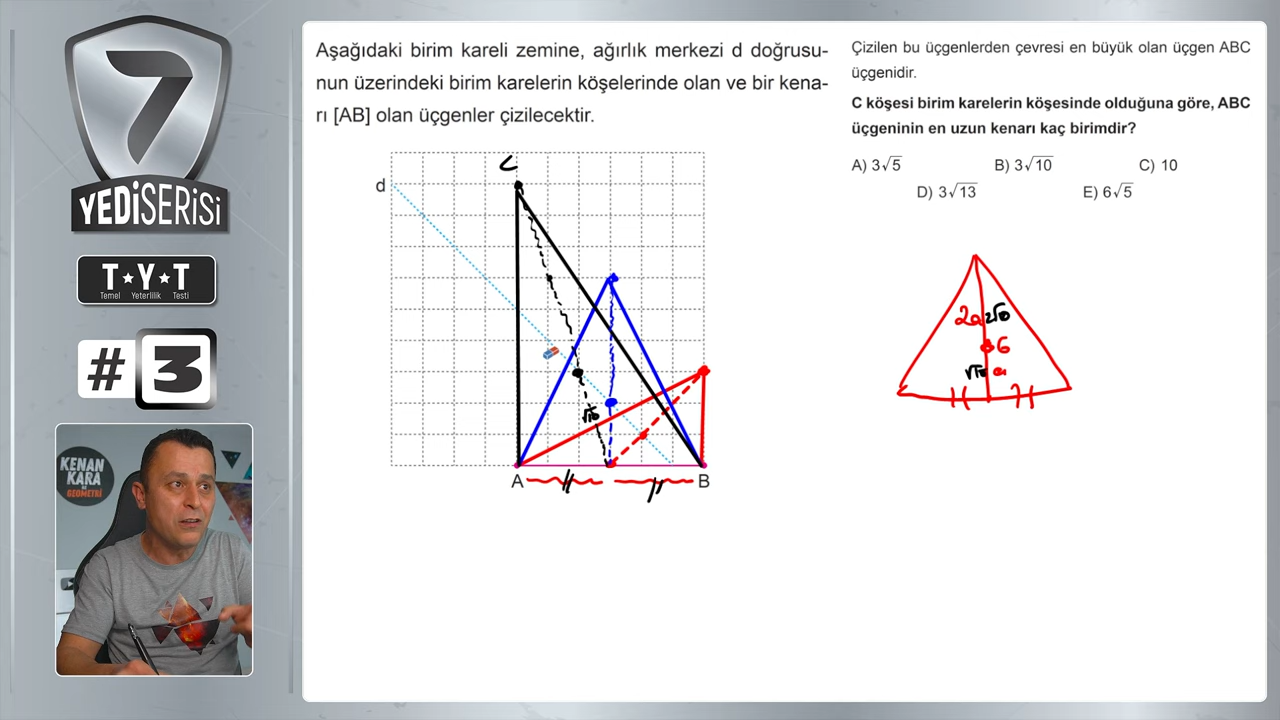 7
YEDİSERİSİ
T★Y★T
Temel Yeterlilik Testi
#3
KENAN
KARA
ile
GEOMETRİ
Aşağıdaki birim kareli zemine, ağırlık merkezi d doğrusu-
nun üzerindeki birim karelerin köşelerinde olan ve bir kena-
rı [AB] olan üçgenler çizilecektir.
d
C
√10
A
B
Çizilen bu üçgenlerden çevresi en büyük olan üçgen ABC
üçgenidir.
C köşesi birim karelerin köşesinde olduğuna göre, ABC
üçgeninin en uzun kenarı kaç birimdir?
A) 3√5 B) 3√10 C) 10
D) 3√13 E) 6√5
2a 2√10
G
√10 a